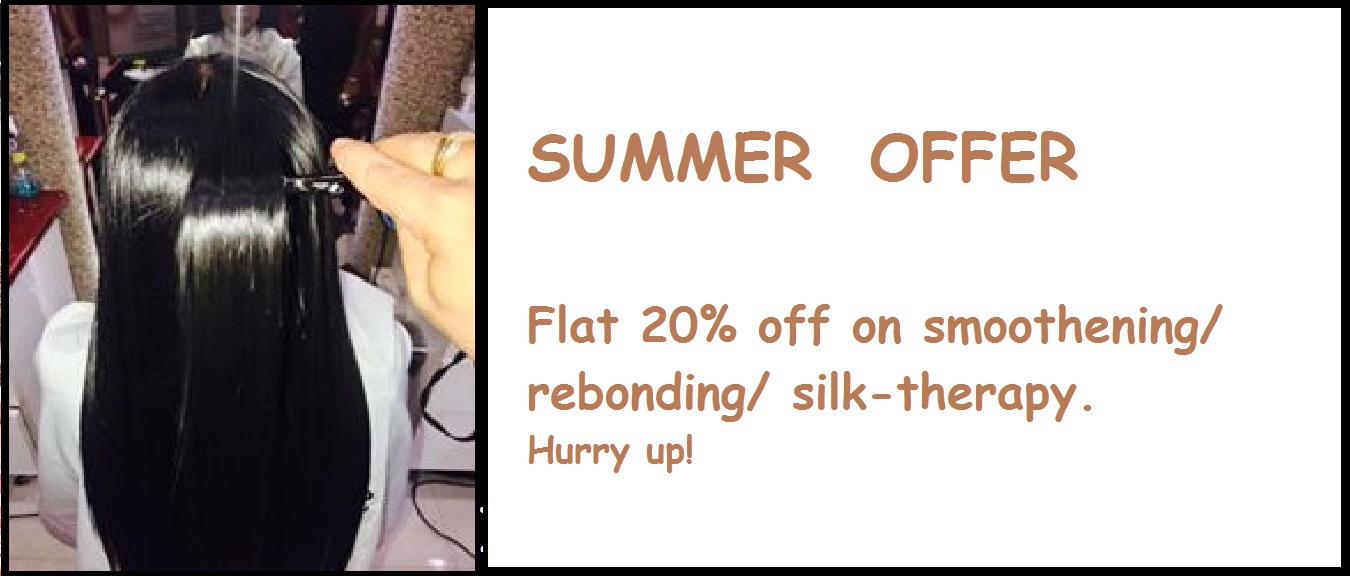 SUMMER OFFER
Flat 20% off on smoothening/
rebonding/ silk-therapy.
Hurry up!